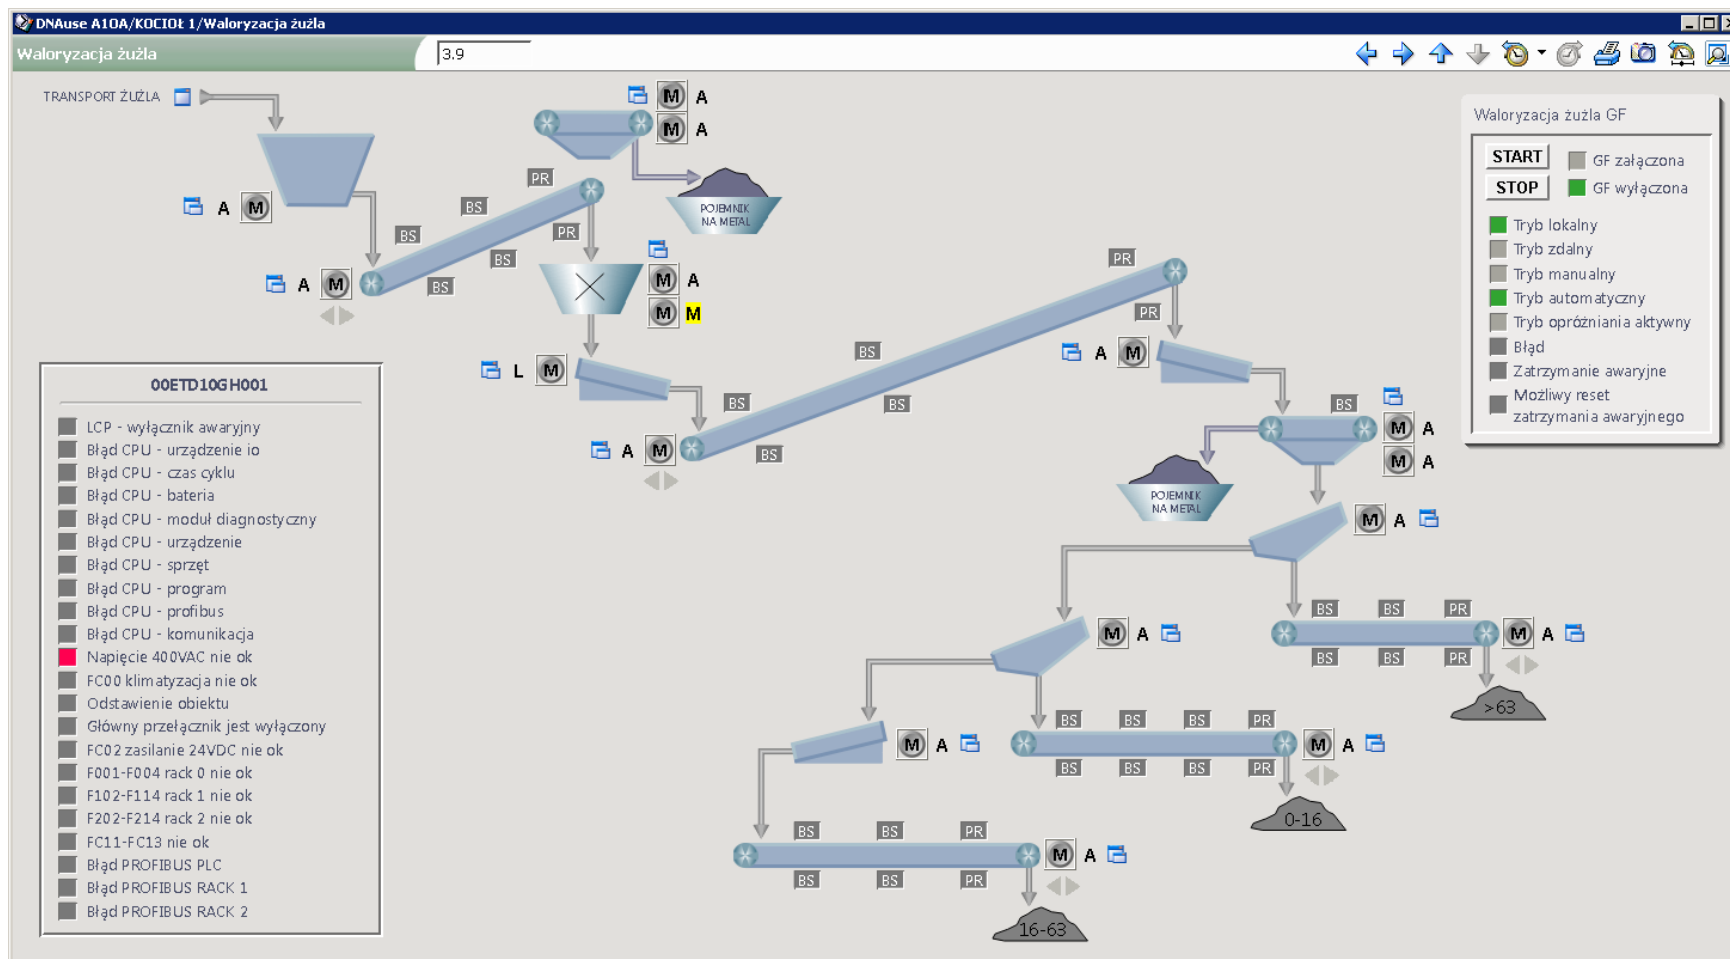 DNAuse A10A/KOCIOŁ 1/Waloryzacja żużla
Waloryzacja żużla
3.9
TRANSPORT ŻUŻLA
M A
M A
POJEMNIK
NA METAL
A M
PR
BS
BS
PR
BS
BS
A M
M A
M M
L M
PR
PR
BS
BS
BS
BS
A M
A M
BS
M A
M A
POJEMNIK
NA METAL
M A
BS BS PR
M A
BS BS PR
>63
M A
BS BS BS PR
M A
BS BS BS PR
0-16
M A
BS BS PR
M A
BS BS PR
16-63
Waloryzacja żużla GF
START
GF załączona
STOP
GF wyłączona
Tryb lokalny
Tryb zdalny
Tryb manualny
Tryb automatyczny
Tryb opróżniania aktywny
Błąd
Zatrzymanie awaryjne
Możliwy reset
zatrzymania awaryjnego
00ETD10GH001
LCP - wyłącznik awaryjny
Błąd CPU - urządzenie io
Błąd CPU - czas cyklu
Błąd CPU - bateria
Błąd CPU - moduł diagnostyczny
Błąd CPU - urządzenie
Błąd CPU - sprzęt
Błąd CPU - program
Błąd CPU - profibus
Błąd CPU - komunikacja
Napięcie 400VAC nie ok
FC00 klimatyzacja nie ok
Odstawienie obiektu
Główny przełącznik jest wyłączony
FC02 zasilanie 24VDC nie ok
F001-F004 rack 0 nie ok
F102-F114 rack 1 nie ok
F202-F214 rack 2 nie ok
FC11-FC13 nie ok
Błąd PROFIBUS PLC
Błąd PROFIBUS RACK 1
Błąd PROFIBUS RACK 2